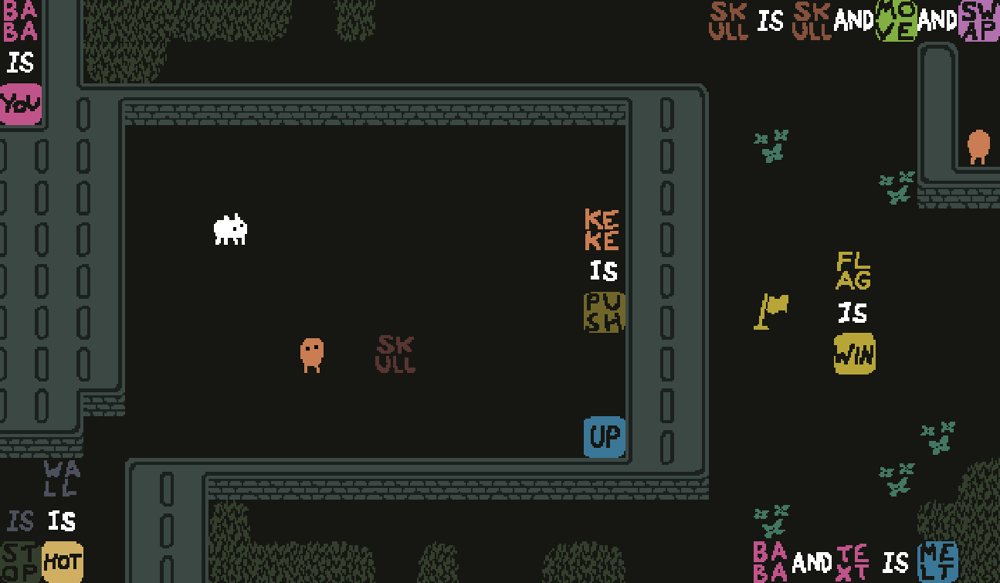 BABA IS YOU
SKULL IS SKULL AND MOVE AND SWAP
KEKE IS PUSH
SKULL
UP
FLAG IS WIN
WALL IS HOT
IS STOP
BABA AND TEXT IS MELT